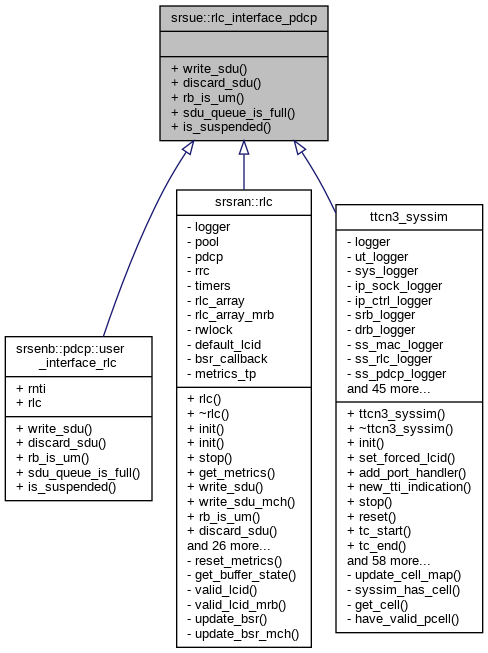 srsue::rlc_interface_pdcp
+ write_sdu()
+ discard_sdu()
+ rb_is_um()
+ sdu_queue_is_full()
+ is_suspended()
srsenb::pdcp::user
_interface_rlc
+ rnti
+ rlc
+ write_sdu()
+ discard_sdu()
+ rb_is_um()
+ sdu_queue_is_full()
+ is_suspended()
srsran::rlc
- logger
- pool
- pdcp
- rrc
- timers
- rlc_array
- rlc_array_mrb
- rwlock
- default_lcid
- bsr_callback
- metrics_tp
+ rlc()
+ ~rlc()
+ init()
+ init()
+ stop()
+ get_metrics()
+ write_sdu()
+ write_sdu_mch()
+ rb_is_um()
+ discard_sdu()
and 26 more...
- reset_metrics()
- get_buffer_state()
- valid_lcid()
- valid_lcid_mrb()
- update_bsr()
- update_bsr_mch()
ttcn3_syssim
- logger
- ut_logger
- sys_logger
- ip_sock_logger
- ip_ctrl_logger
- srb_logger
- drb_logger
- ss_mac_logger
- ss_rlc_logger
- ss_pdcp_logger
and 45 more...
+ ttcn3_syssim()
+ ~ttcn3_syssim()
+ init()
+ set_forced_lcid()
+ add_port_handler()
+ new_tti_indication()
+ stop()
+ reset()
+ tc_start()
+ tc_end()
and 58 more...
- update_cell_map()
- syssim_has_cell()
- get_cell()
- have_valid_pcell()